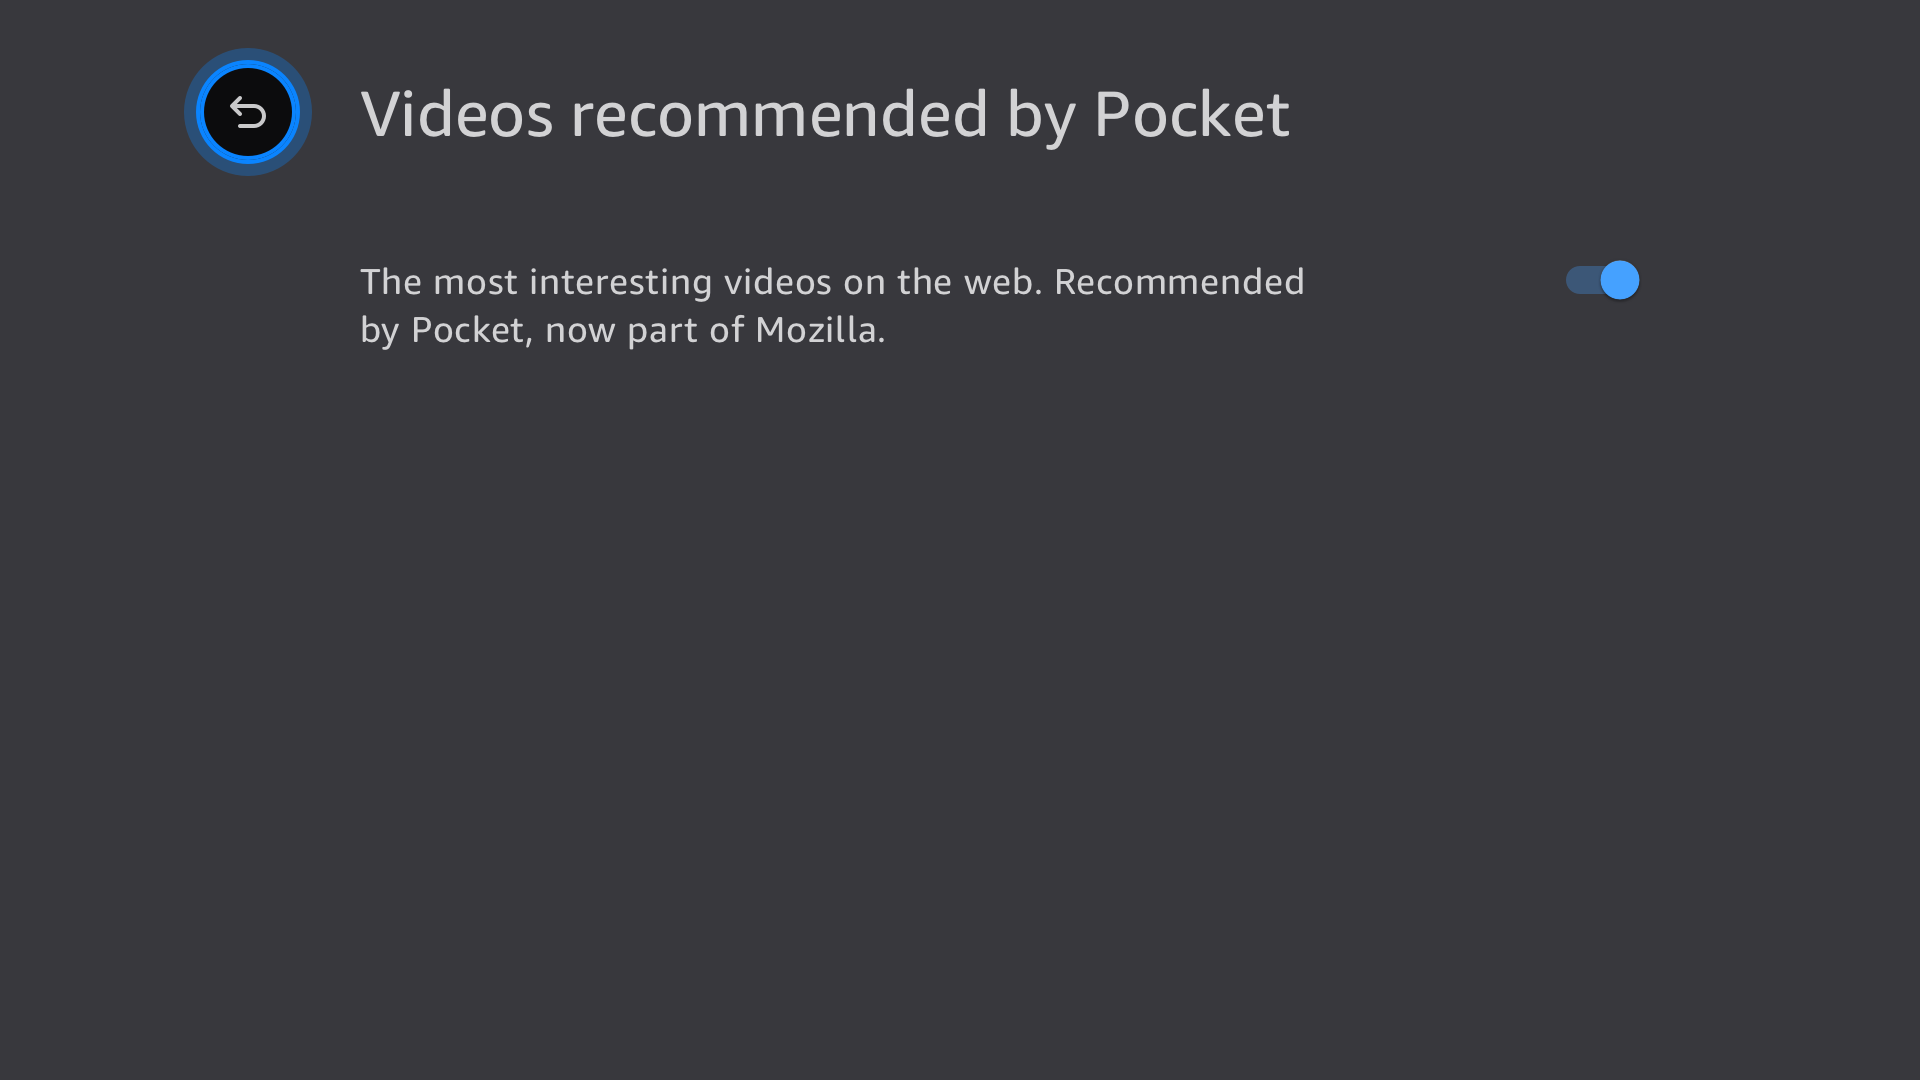 Videos recommended by Pocket
The most interesting videos on the web. Recommended
by Pocket, now part of Mozilla.